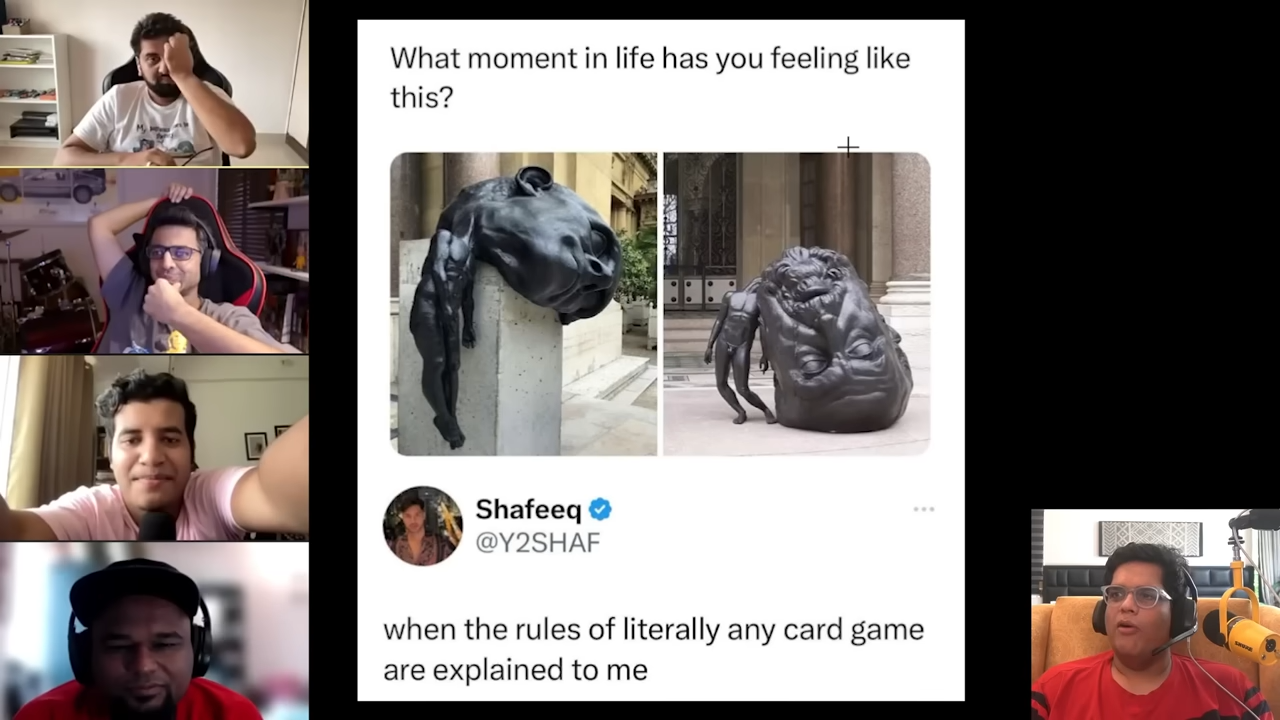 What moment in life has you feeling like
this?
Shafeeq
@Y2SHAF
when the rules of literally any card game
are explained to me